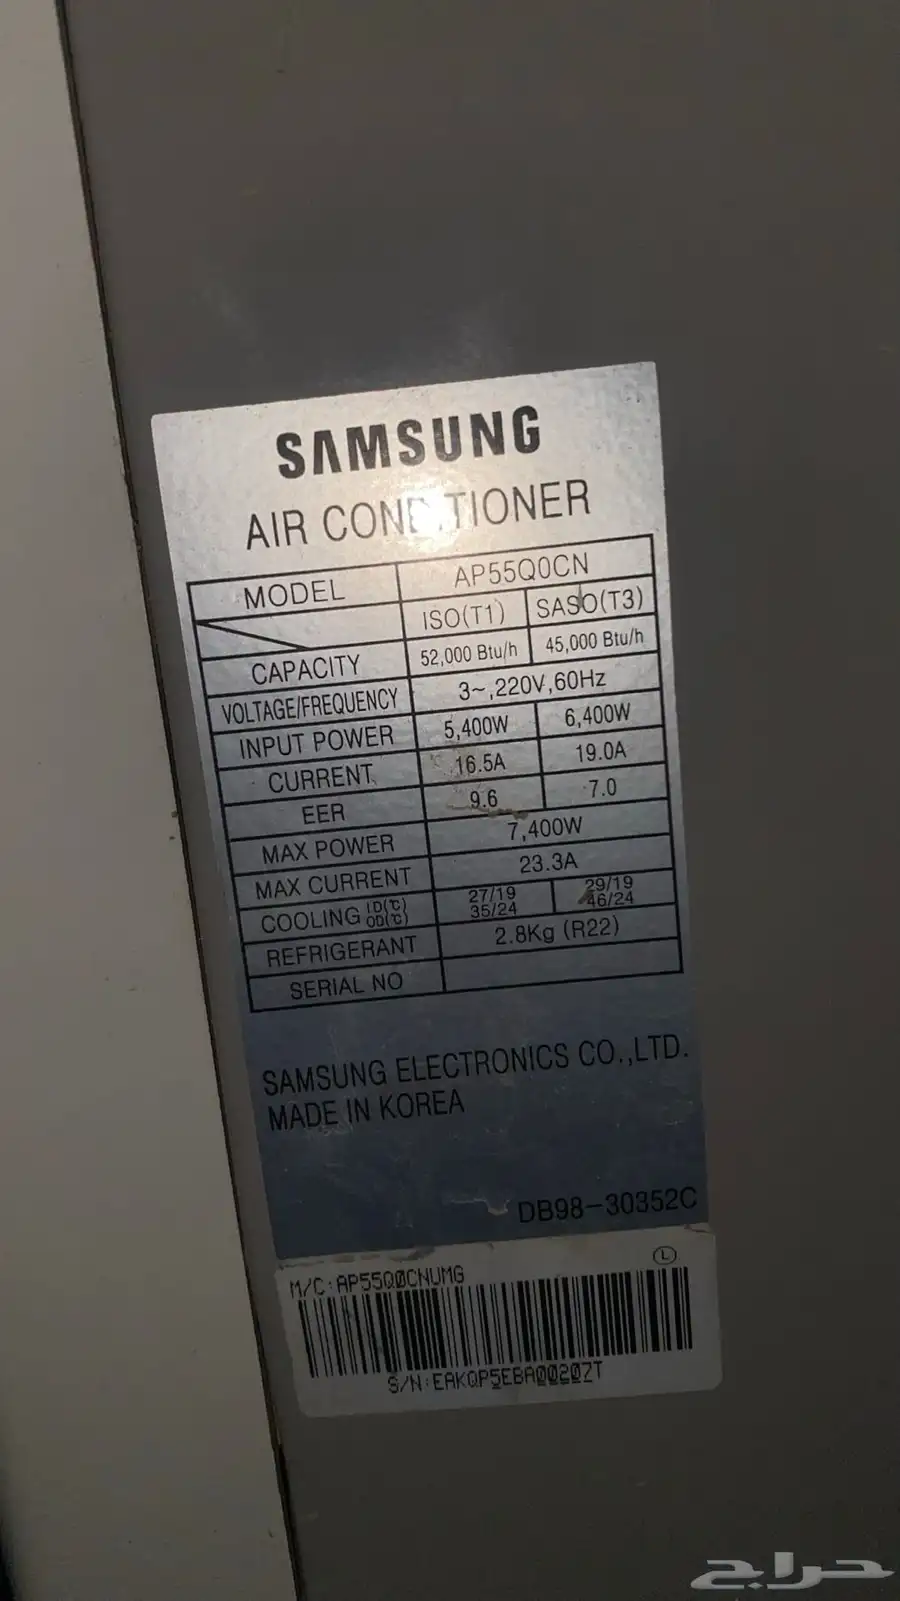 SAMSUNG
AIR CONDITIONER
MODEL AP55Q0CN
ISO(T1) SASO(T3)
CAPACITY 52,000 Btu/h 45,000 Btu/h
VOLTAGE/FREQUENCY 3~,220V,60Hz
INPUT POWER 5,400W 6,400W
CURRENT 16.5A 19.0A
EER 9.6 7.0
MAX POWER 7,400W
MAX CURRENT 23.3A
COOLING ID(℃) 27/19 29/19
OD(℃) 35/24 46/24
REFRIGERANT 2.8Kg (R22)
SERIAL NO
SAMSUNG ELECTRONICS CO.,LTD.
MADE IN KOREA
DB98-30352C
Ⓛ
M/C:AP55Q0CNUMG
S/N:EAKQP5EBA00207T
حراج